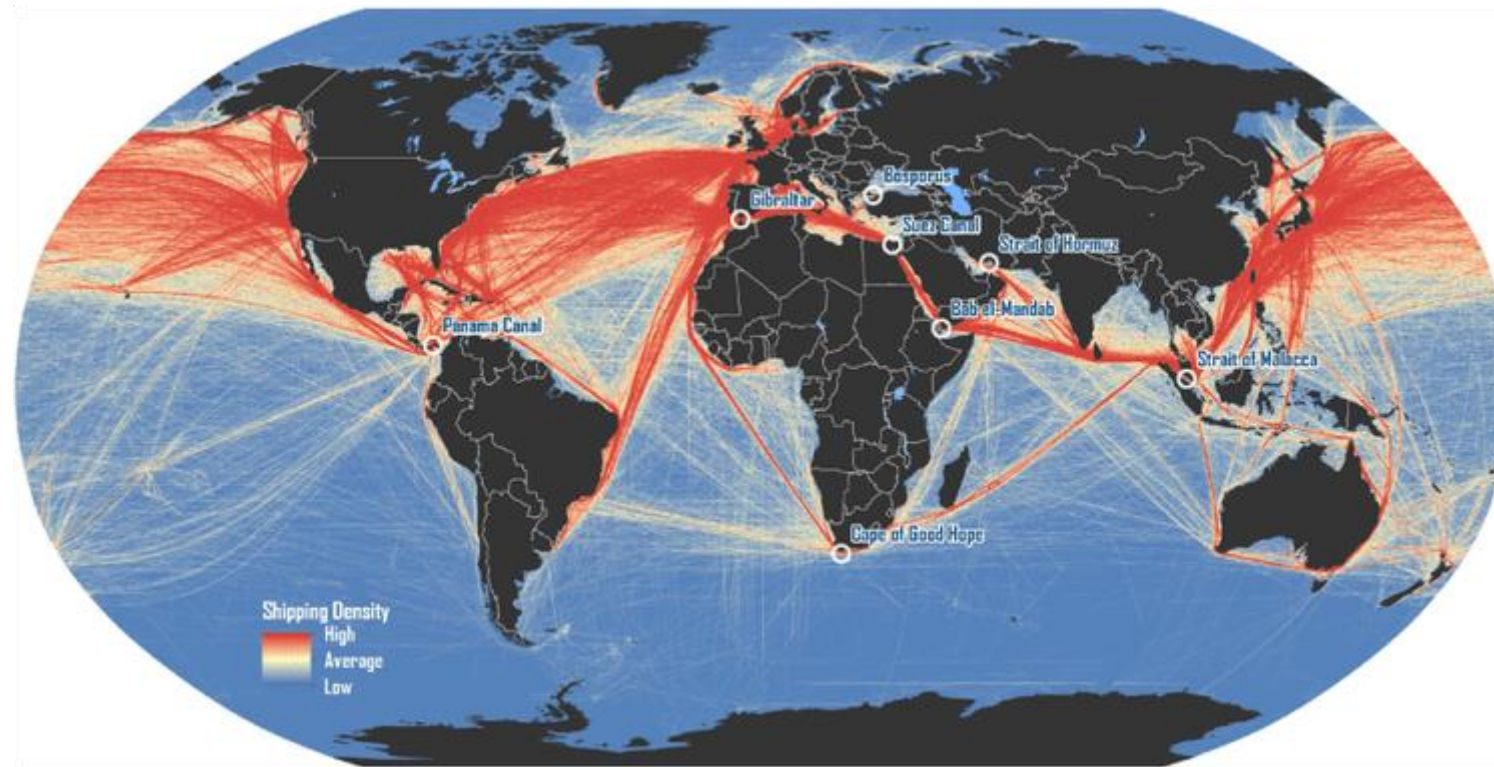 Bosporus
Gibraltar
Suez Canal
Strait of Hormuz
Bab el-Mandab
Panama Canal
Strait of Malacca
Cape of Good Hope
Shipping Density
High
Average
Low